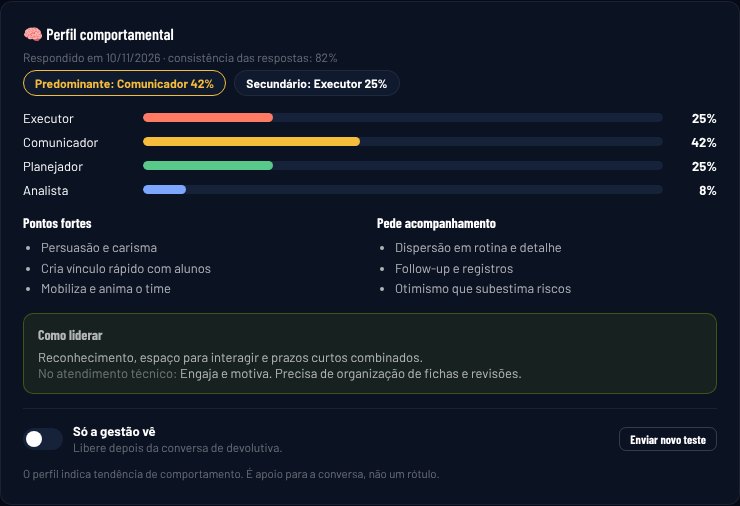 🧠 Perfil comportamental
Respondido em 10/11/2026 · consistência das respostas: 82%
Predominante: Comunicador 42%
Secundário: Executor 25%
Executor 25%
Comunicador 42%
Planejador 25%
Analista 8%
Pontos fortes
• Persuasão e carisma
• Cria vínculo rápido com alunos
• Mobiliza e anima o time
Pede acompanhamento
• Dispersão em rotina e detalhe
• Follow-up e registros
• Otimismo que subestima riscos
Como liderar
Reconhecimento, espaço para interagir e prazos curtos combinados.
No atendimento técnico: Engaja e motiva. Precisa de organização de fichas e revisões.
Só a gestão vê
Libere depois da conversa de devolutiva.
Enviar novo teste
O perfil indica tendência de comportamento. É apoio para a conversa, não um rótulo.